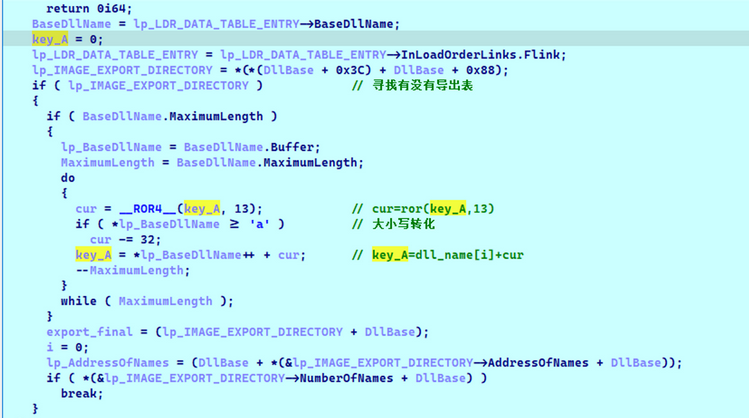 return 0i64;
BaseDllName = lp_LDR_DATA_TABLE_ENTRY→BaseDllName;
key_A = 0;
lp_LDR_DATA_TABLE_ENTRY = lp_LDR_DATA_TABLE_ENTRY→InLoadOrderLinks.Flink;
lp_IMAGE_EXPORT_DIRECTORY = *(*(DllBase + 0x3C) + DllBase + 0x88);
if ( lp_IMAGE_EXPORT_DIRECTORY ) // 寻找有没有导出表
{
if ( BaseDllName.MaximumLength )
{
lp_BaseDllName = BaseDllName.Buffer;
MaximumLength = BaseDllName.MaximumLength;
do
{
cur = __ROR4__(key_A, 13); // cur=ror(key_A,13)
if ( *lp_BaseDllName ≥ 'a' ) // 大小写转化
cur -= 32;
key_A = *lp_BaseDllName++ + cur; // key_A=dll_name[i]+cur
--MaximumLength;
}
while ( MaximumLength );
}
export_final = (lp_IMAGE_EXPORT_DIRECTORY + DllBase);
i = 0;
lp_AddressOfNames = (DllBase + *(&lp_IMAGE_EXPORT_DIRECTORY→AddressOfNames + DllBase));
if ( *(&lp_IMAGE_EXPORT_DIRECTORY→NumberOfNames + DllBase) )
break;
}